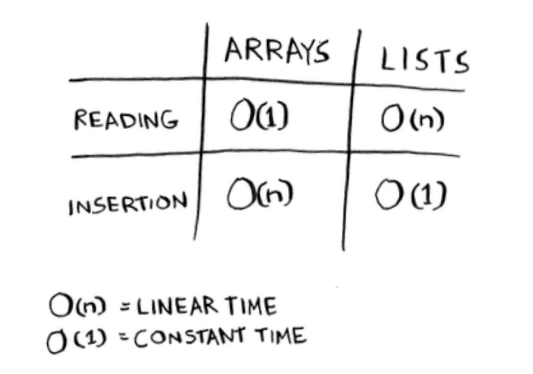 ARRAYS LISTS
READING O(1) O(n)
INSERTION O(n) O(1)
O(n) = LINEAR TIME
O(1) = CONSTANT TIME